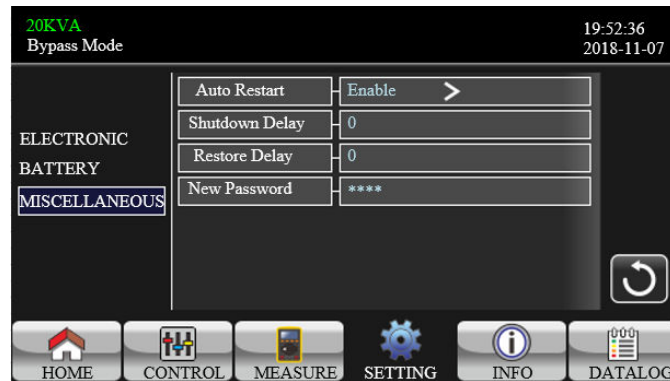 20KVA
Bypass Mode
19:52:36
2018-11-07
ELECTRONIC
BATTERY
MISCELLANEOUS
Auto Restart Enable >
Shutdown Delay 0
Restore Delay 0
New Password ****
HOME CONTROL MEASURE SETTING INFO DATALOG